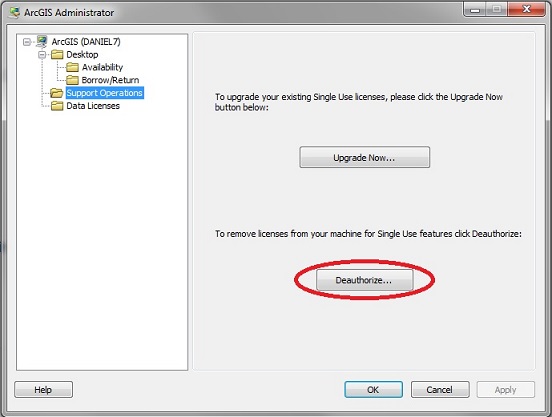 ArcGIS Administrator
ArcGIS (DANIEL7)
Desktop
Availability
Borrow/Return
Support Operations
Data Licenses
To upgrade your existing Single Use licenses, please click the Upgrade Now
button below:
Upgrade Now...
To remove licenses from your machine for Single Use features click Deauthorize:
Deauthorize...
Help
OK
Cancel
Apply